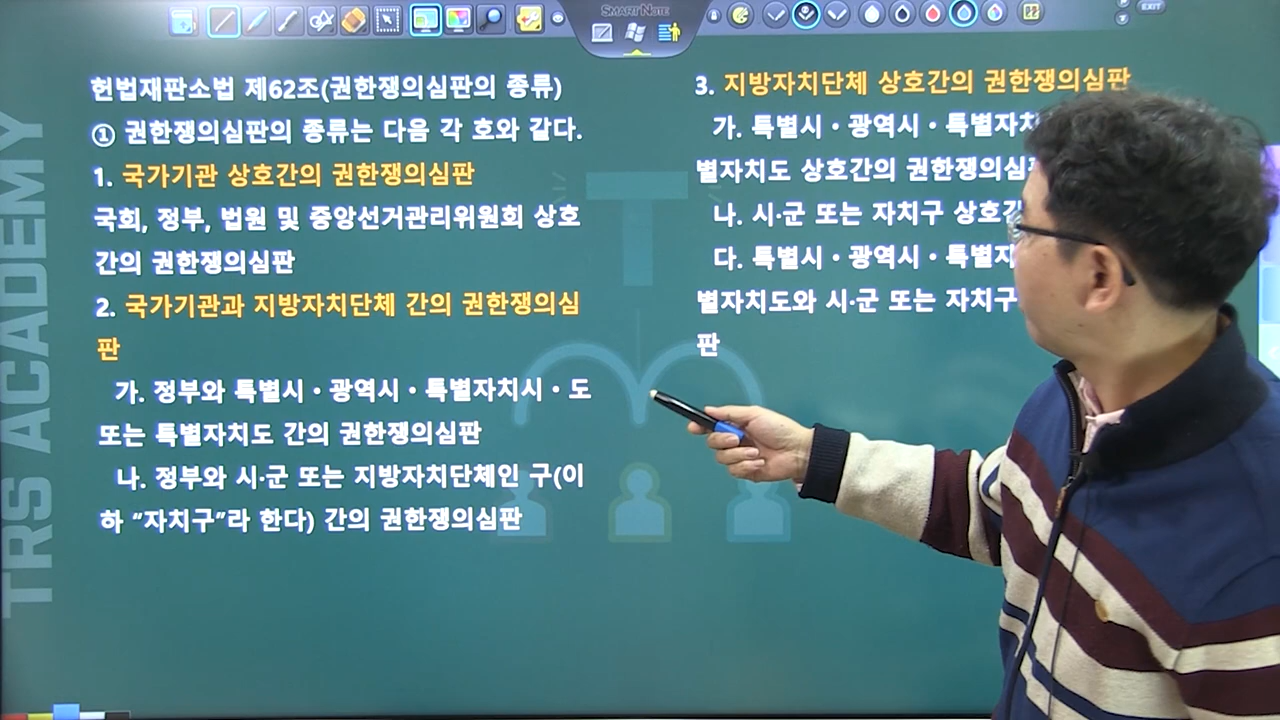 SMART NOTE
EXIT
TRS ACADEMY
헌법재판소법 제62조(권한쟁의심판의 종류)
① 권한쟁의심판의 종류는 다음 각 호와 같다.
1. 국가기관 상호간의 권한쟁의심판
국회, 정부, 법원 및 중앙선거관리위원회 상호
간의 권한쟁의심판
2. 국가기관과 지방자치단체 간의 권한쟁의심
판
가. 정부와 특별시・광역시・특별자치시・도
또는 특별자치도 간의 권한쟁의심판
나. 정부와 시·군 또는 지방자치단체인 구(이
하 “자치구”라 한다) 간의 권한쟁의심판
3. 지방자치단체 상호간의 권한쟁의심판
가. 특별시・광역시・특별자치
별자치도 상호간의 권한쟁의심판
나. 시·군 또는 자치구 상호간
다. 특별시・광역시・특별자
별자치도와 시·군 또는 자치구
판